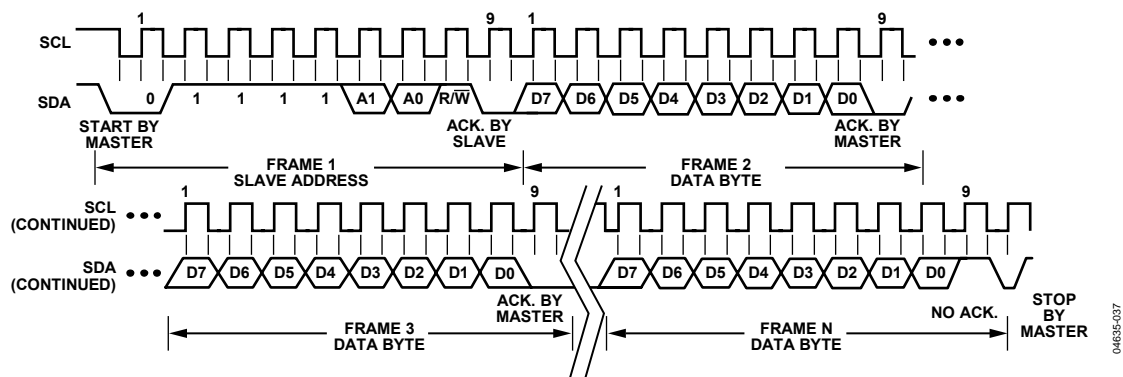 1 9 1 9
SCL
SDA 0 1 1 1 1 A1 A0 R/W̅ D7 D6 D5 D4 D3 D2 D1 D0
START BY MASTER
ACK. BY SLAVE
ACK. BY MASTER
FRAME 1
SLAVE ADDRESS
FRAME 2
DATA BYTE
1 9 1 9
SCL
(CONTINUED)
SDA
(CONTINUED)
D7 D6 D5 D4 D3 D2 D1 D0 D7 D6 D5 D4 D3 D2 D1 D0
ACK. BY
MASTER
NO ACK.
STOP
BY
MASTER
FRAME 3
DATA BYTE
FRAME N
DATA BYTE
04635-037